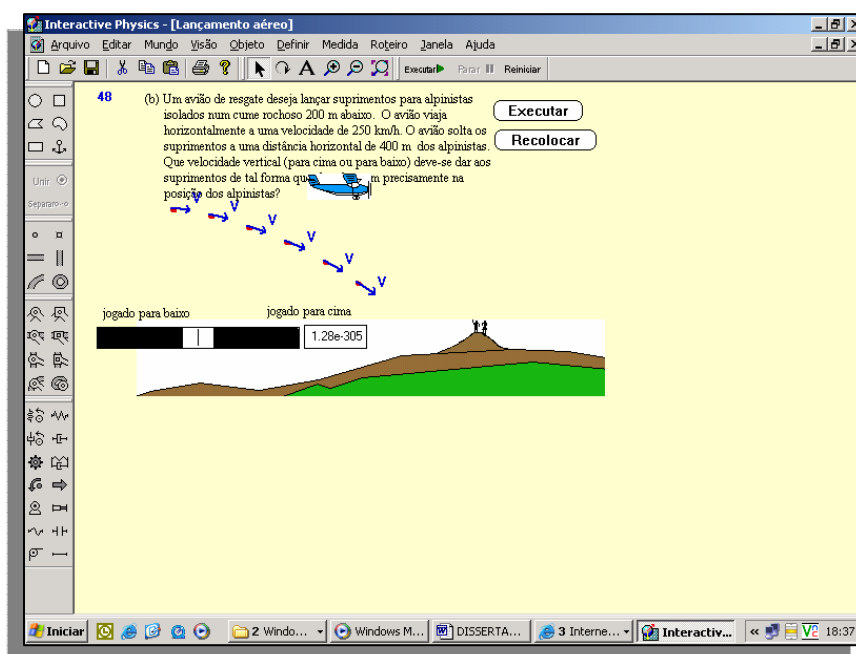 Interactive Physics - [Lançamento aéreo]
Arquivo Editar Mundo Visão Objeto Definir Medida Roteiro Janela Ajuda
A ? Executar Parar Reiniciar
48
(b) Um avião de resgate deseja lançar suprimentos para alpinistas
isolados num cume rochoso 200 m abaixo. O avião viaja
horizontalmente a uma velocidade de 250 km/h. O avião solta os
suprimentos a uma distância horizontal de 400 m dos alpinistas.
Que velocidade vertical (para cima ou para baixo) deve-se dar aos
suprimentos de tal forma qu m precisamente na
posição dos alpinistas?
Executar
Recolocar
Unir
Separar
V
V
V
V
V
V
jogado para baixo
jogado para cima
1.28e-305
Iniciar 2 Windo... Windows M... DISSERTA... 3 Interne... Interactiv... « 18:37